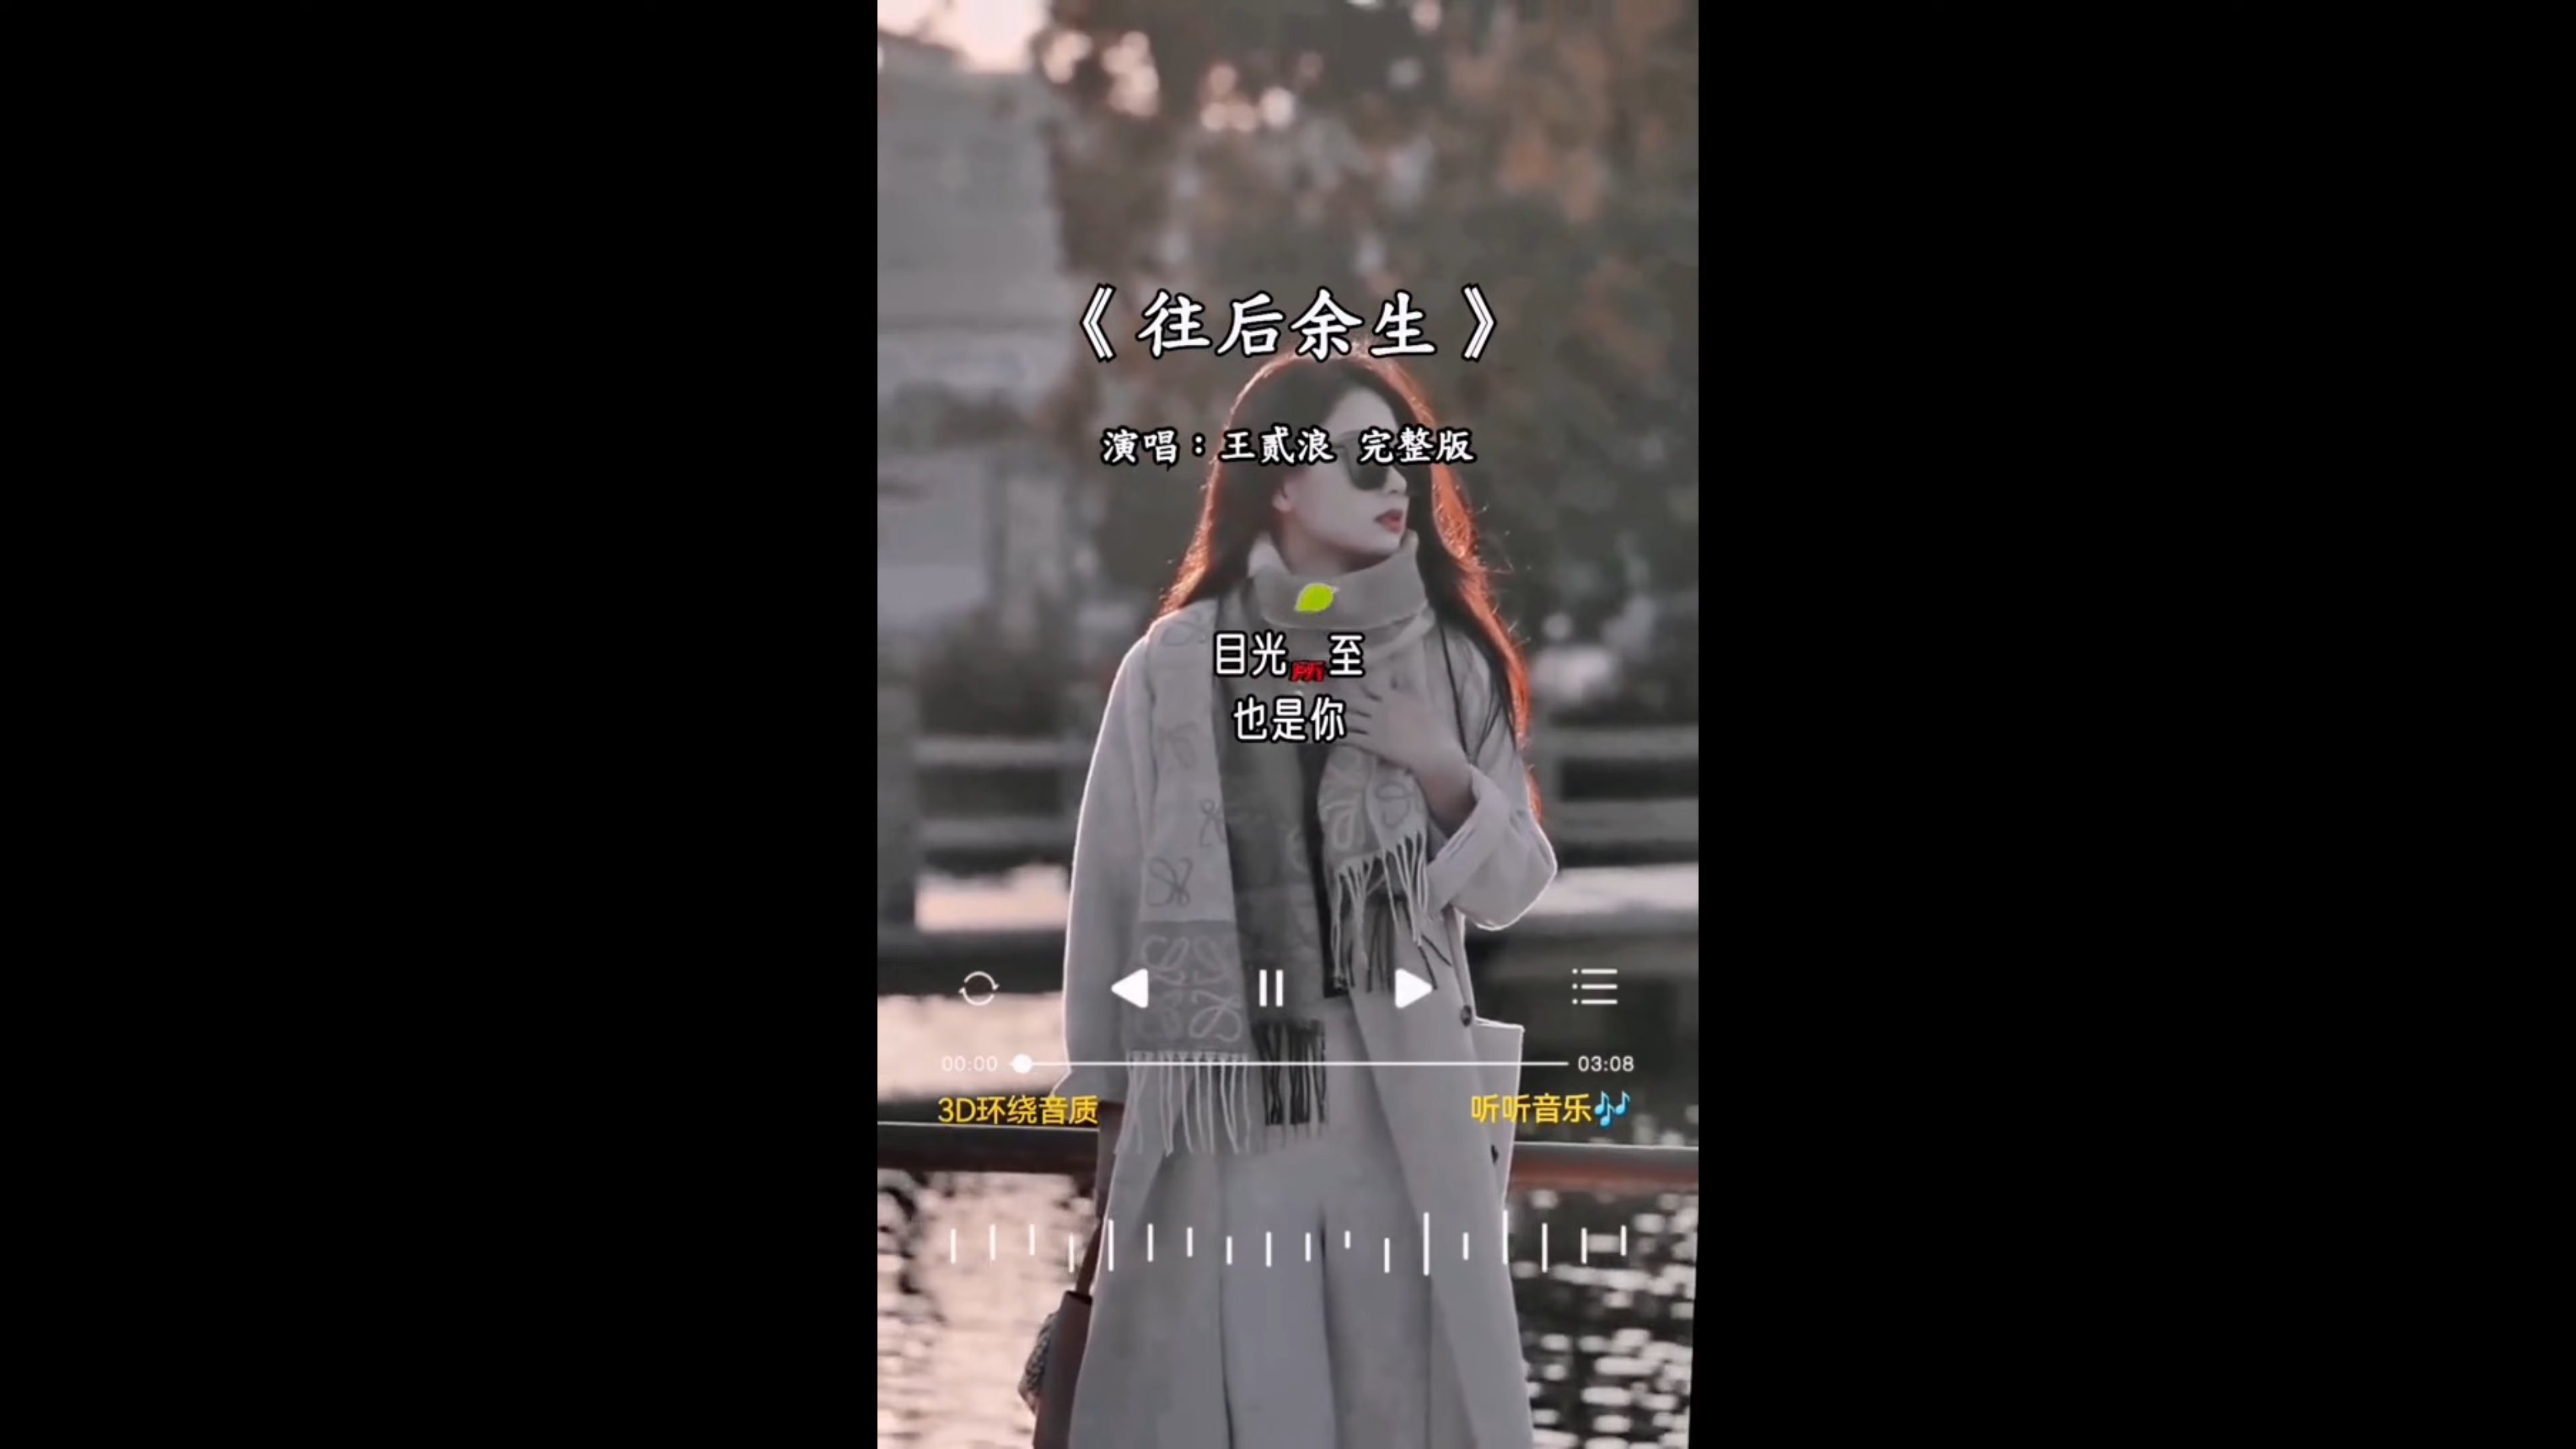 《往后余生》
演唱：王贰浪 完整版
目光所至
也是你
00:00 03:08
3D环绕音质 听听音乐🎶